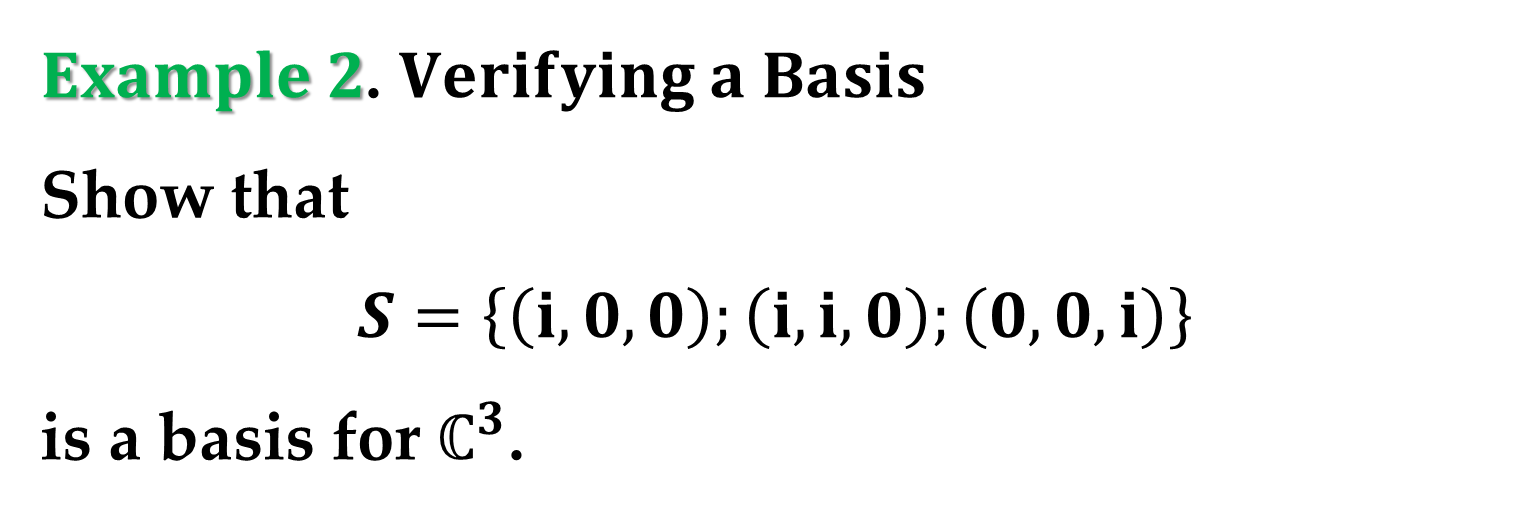 Example 2. Verifying a Basis
Show that
S = {(i, 0, 0); (i, i, 0); (0, 0, i)}
is a basis for ℂ³.